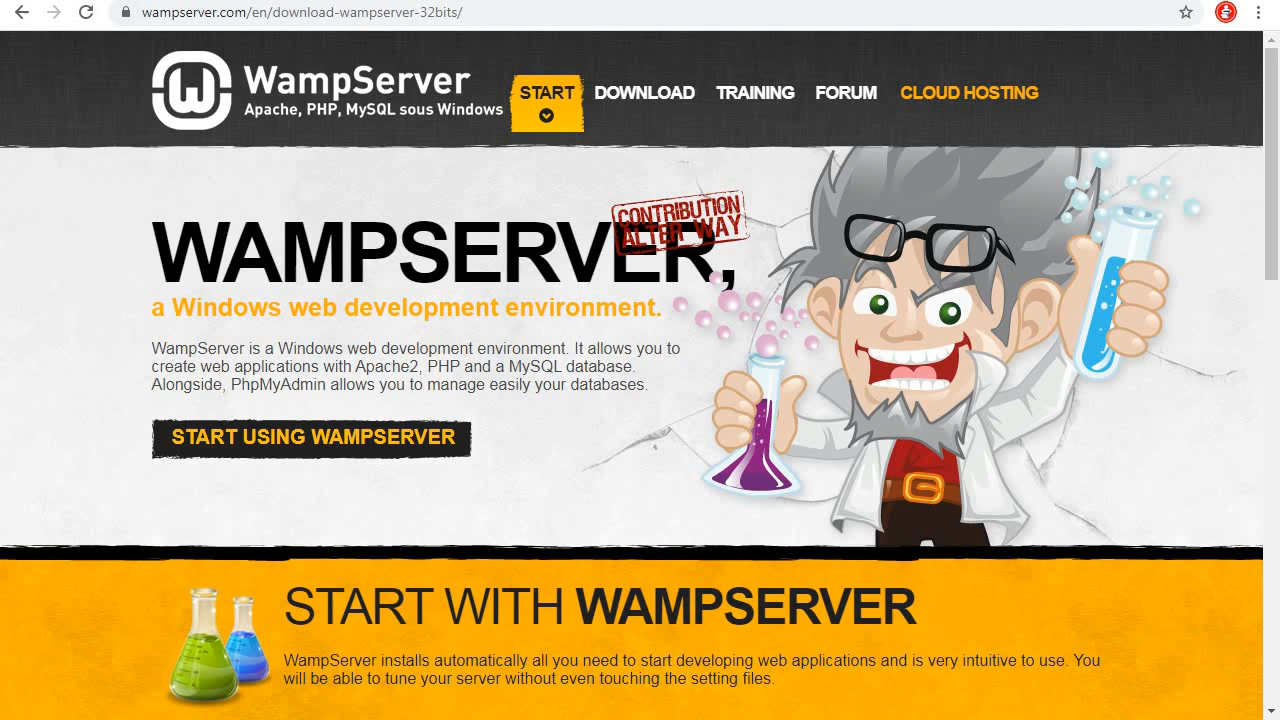 wampserver.com/en/download-wampserver-32bits/
WampServer
Apache, PHP, MySQL sous Windows
START
DOWNLOAD
TRAINING
FORUM
CLOUD HOSTING
CONTRIBUTION
ALTER WAY
WAMPSERVER,
a Windows web development environment.
WampServer is a Windows web development environment. It allows you to
create web applications with Apache2, PHP and a MySQL database.
Alongside, PhpMyAdmin allows you to manage easily your databases.
START USING WAMPSERVER
START WITH WAMPSERVER
WampServer installs automatically all you need to start developing web applications and is very intuitive to use. You
will be able to tune your server without even touching the setting files.